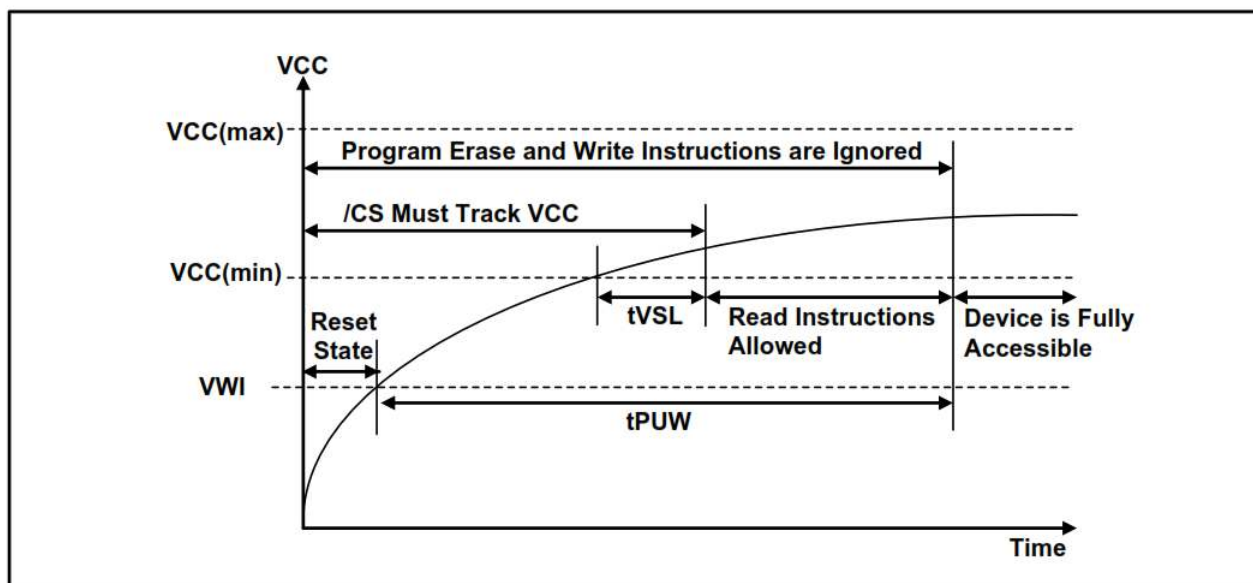 VCC
VCC(max)
Program Erase and Write Instructions are Ignored
/CS Must Track VCC
VCC(min)
Reset
State
tVSL
Read Instructions
Allowed
Device is Fully
Accessible
VWI
tPUW
Time